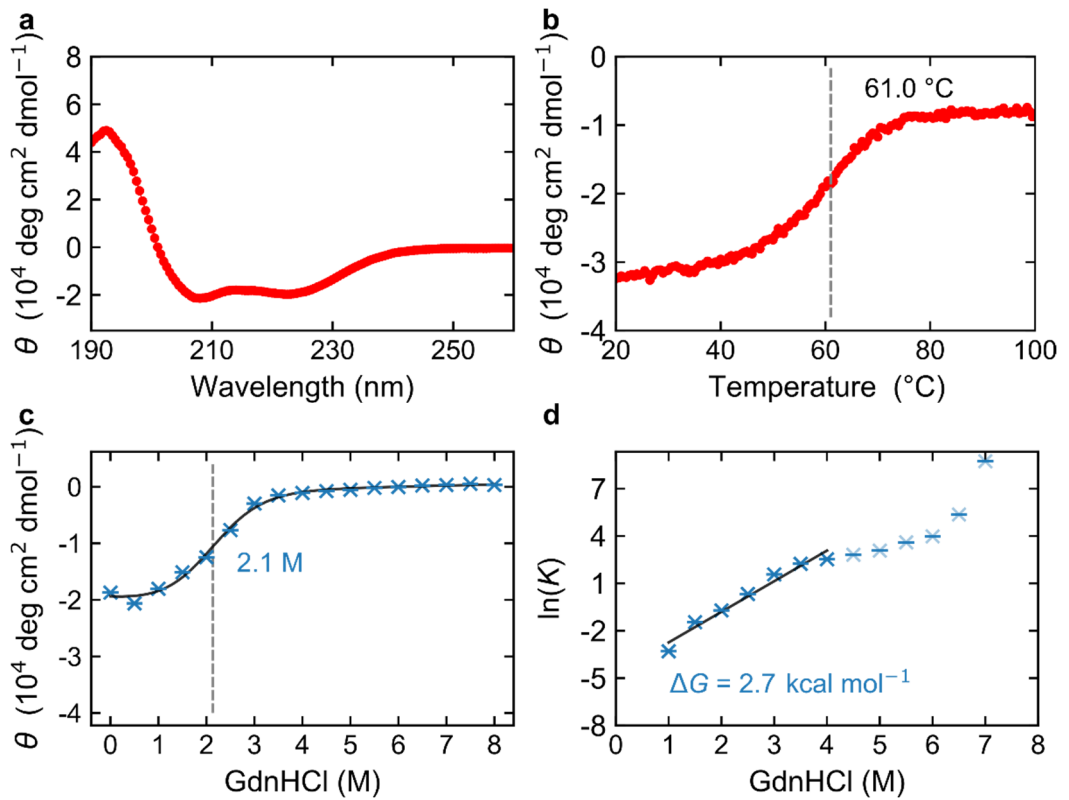 a
8
6
4
2
0
-2
190
210
230
250
θ (10⁴ deg cm² dmol⁻¹)
Wavelength (nm)
b
0
-1
-2
-3
-4
61.0 °C
20
40
60
80
100
θ (10⁴ deg cm² dmol⁻¹)
Temperature (°C)
c
0
-1
-2
-3
-4
2.1 M
0 1 2 3 4 5 6 7 8
θ (10⁴ deg cm² dmol⁻¹)
GdnHCl (M)
d
7
4
1
-2
-5
-8
ln(K)
ΔG = 2.7 kcal mol⁻¹
0 1 2 3 4 5 6 7 8
GdnHCl (M)